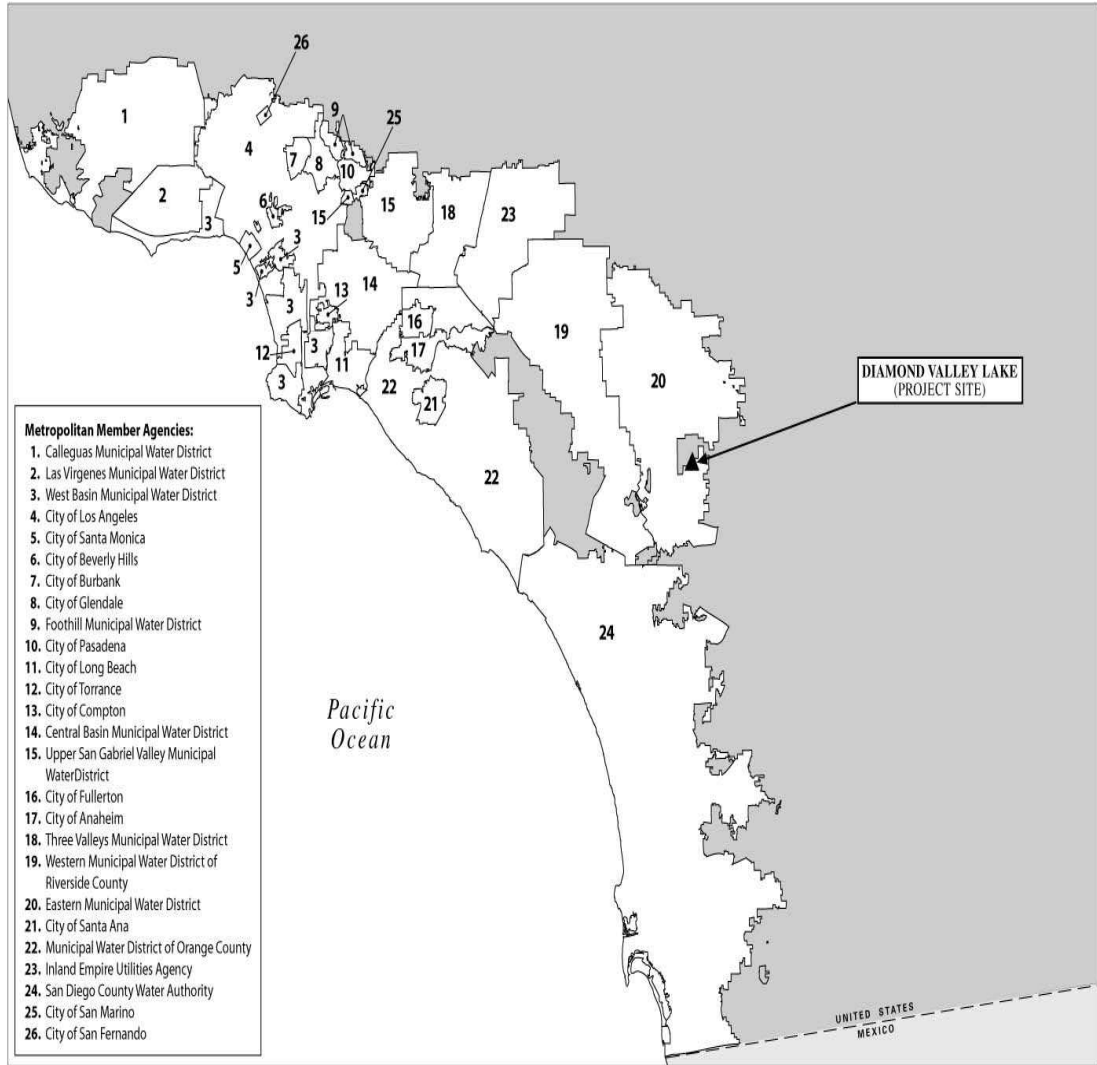 26
9
25
1
4
7
8
10
2
6
15
15
18
23
3
3
5
3
14
13
3
19
16
12
3
11
17
20
3
22
21
DIAMOND VALLEY LAKE
(PROJECT SITE)
22
24
Metropolitan Member Agencies:
1. Calleguas Municipal Water District
2. Las Virgenes Municipal Water District
3. West Basin Municipal Water District
4. City of Los Angeles
5. City of Santa Monica
6. City of Beverly Hills
7. City of Burbank
8. City of Glendale
9. Foothill Municipal Water District
10. City of Pasadena
11. City of Long Beach
12. City of Torrance
13. City of Compton
14. Central Basin Municipal Water District
15. Upper San Gabriel Valley Municipal
WaterDistrict
16. City of Fullerton
17. City of Anaheim
18. Three Valleys Municipal Water District
19. Western Municipal Water District of
Riverside County
20. Eastern Municipal Water District
21. City of Santa Ana
22. Municipal Water District of Orange County
23. Inland Empire Utilities Agency
24. San Diego County Water Authority
25. City of San Marino
26. City of San Fernando
Pacific
Ocean
UNITED STATES
MEXICO